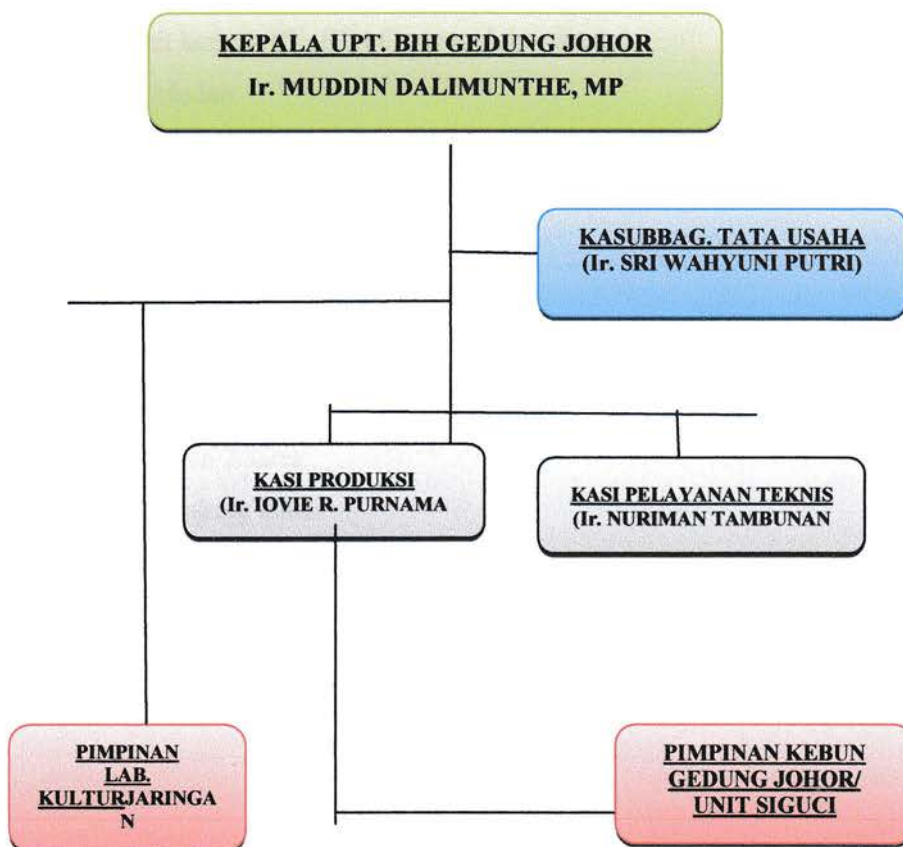 KEPALA UPT. BIH GEDUNG JOHOR
Ir. MUDDIN DALIMUNTHE, MP
KASUBBAG. TATA USAHA
(Ir. SRI WAHYUNI PUTRI)
KASI PRODUKSI
(Ir. IOVIE R. PURNAMA
KASI PELAYANAN TEKNIS
(Ir. NURIMAN TAMBUNAN
PIMPINAN
LAB.
KULTURJARINGA
N
PIMPINAN KEBUN
GEDUNG JOHOR/
UNIT SIGUCI